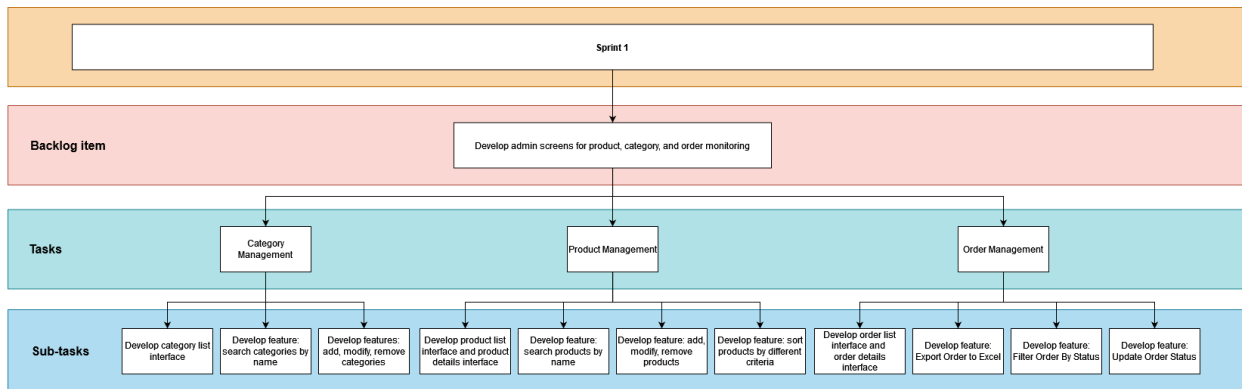 Sprint 1
Backlog item
Develop admin screens for product, category, and order monitoring
Tasks
Category
Management
Product Management
Order Management
Sub-tasks
Develop category list
interface
Develop feature:
search categories by
name
Develop features:
add, modify, remove
categories
Develop product list
interface and product
details interface
Develop feature:
search products by
name
Develop feature: add,
modify, remove
products
Develop feature: sort
products by different
criteria
Develop order list
interface and
order details
interface
Develop feature:
Export Order to Excel
Develop feature:
Filter Order By Status
Develop feature:
Update Order Status